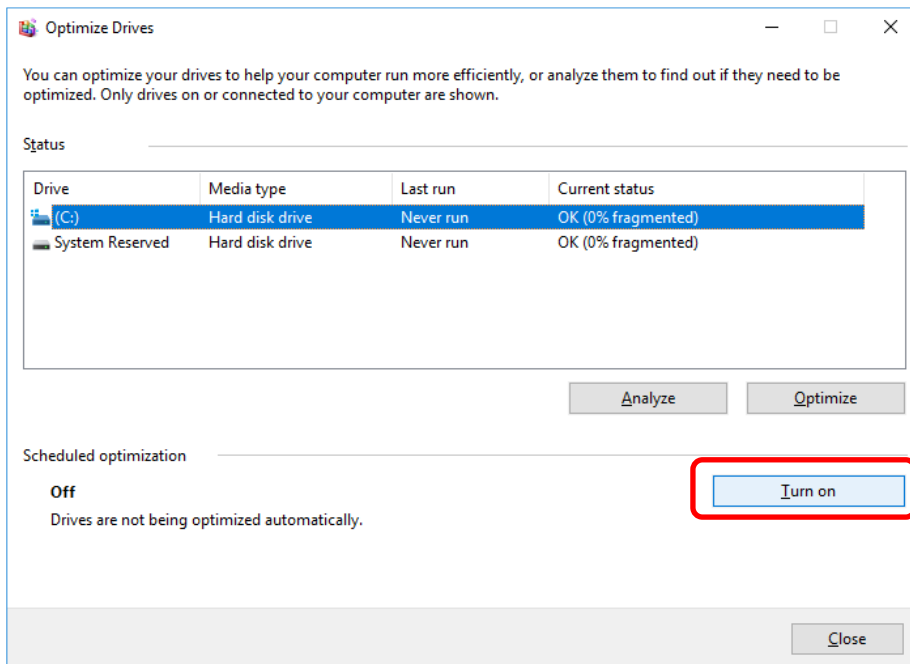 Optimize Drives
You can optimize your drives to help your computer run more efficiently, or analyze them to find out if they need to be
optimized. Only drives on or connected to your computer are shown.
Status
Drive Media type Last run Current status
(C:) Hard disk drive Never run OK (0% fragmented)
System Reserved Hard disk drive Never run OK (0% fragmented)
Analyze Optimize
Scheduled optimization
Off Turn on
Drives are not being optimized automatically.
Close